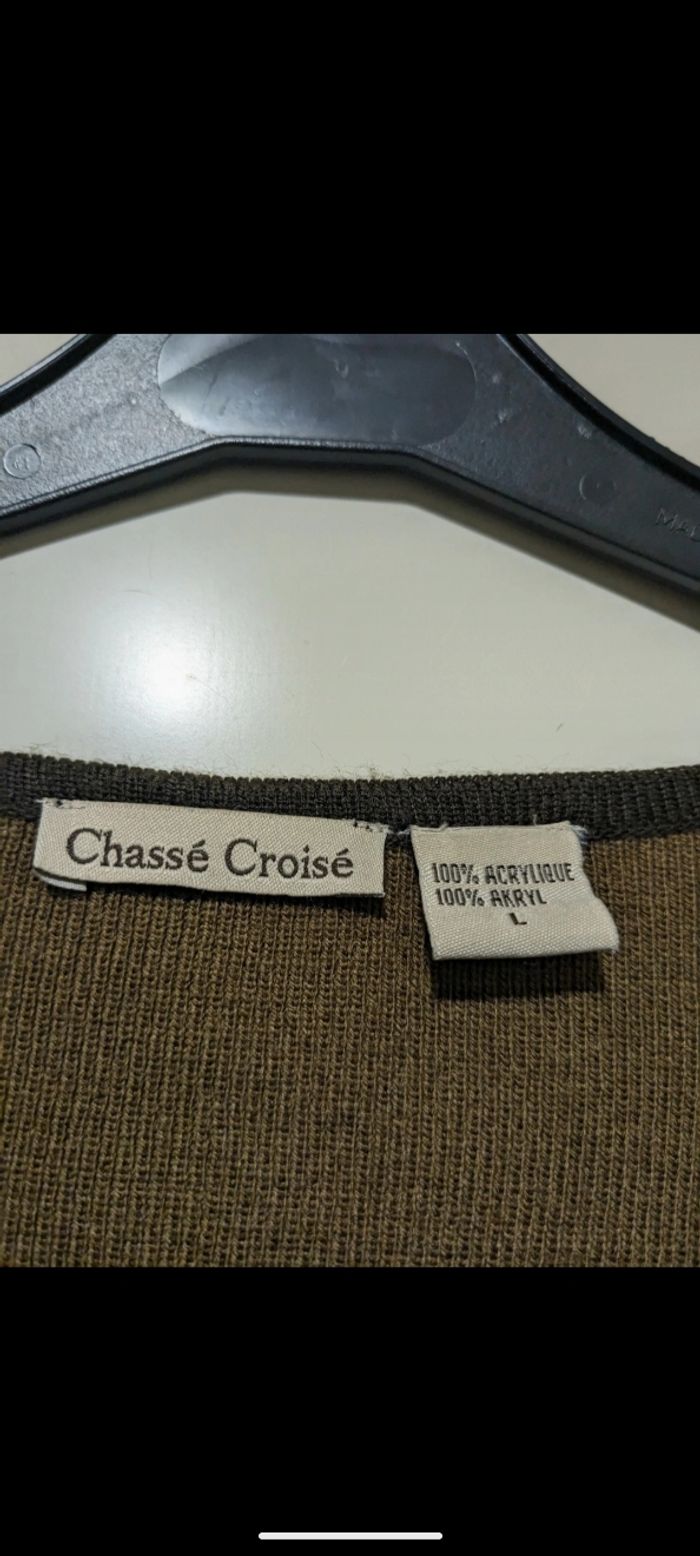 Chassé Croisé
100% ACRYLIQUE
100% AKRYL
L